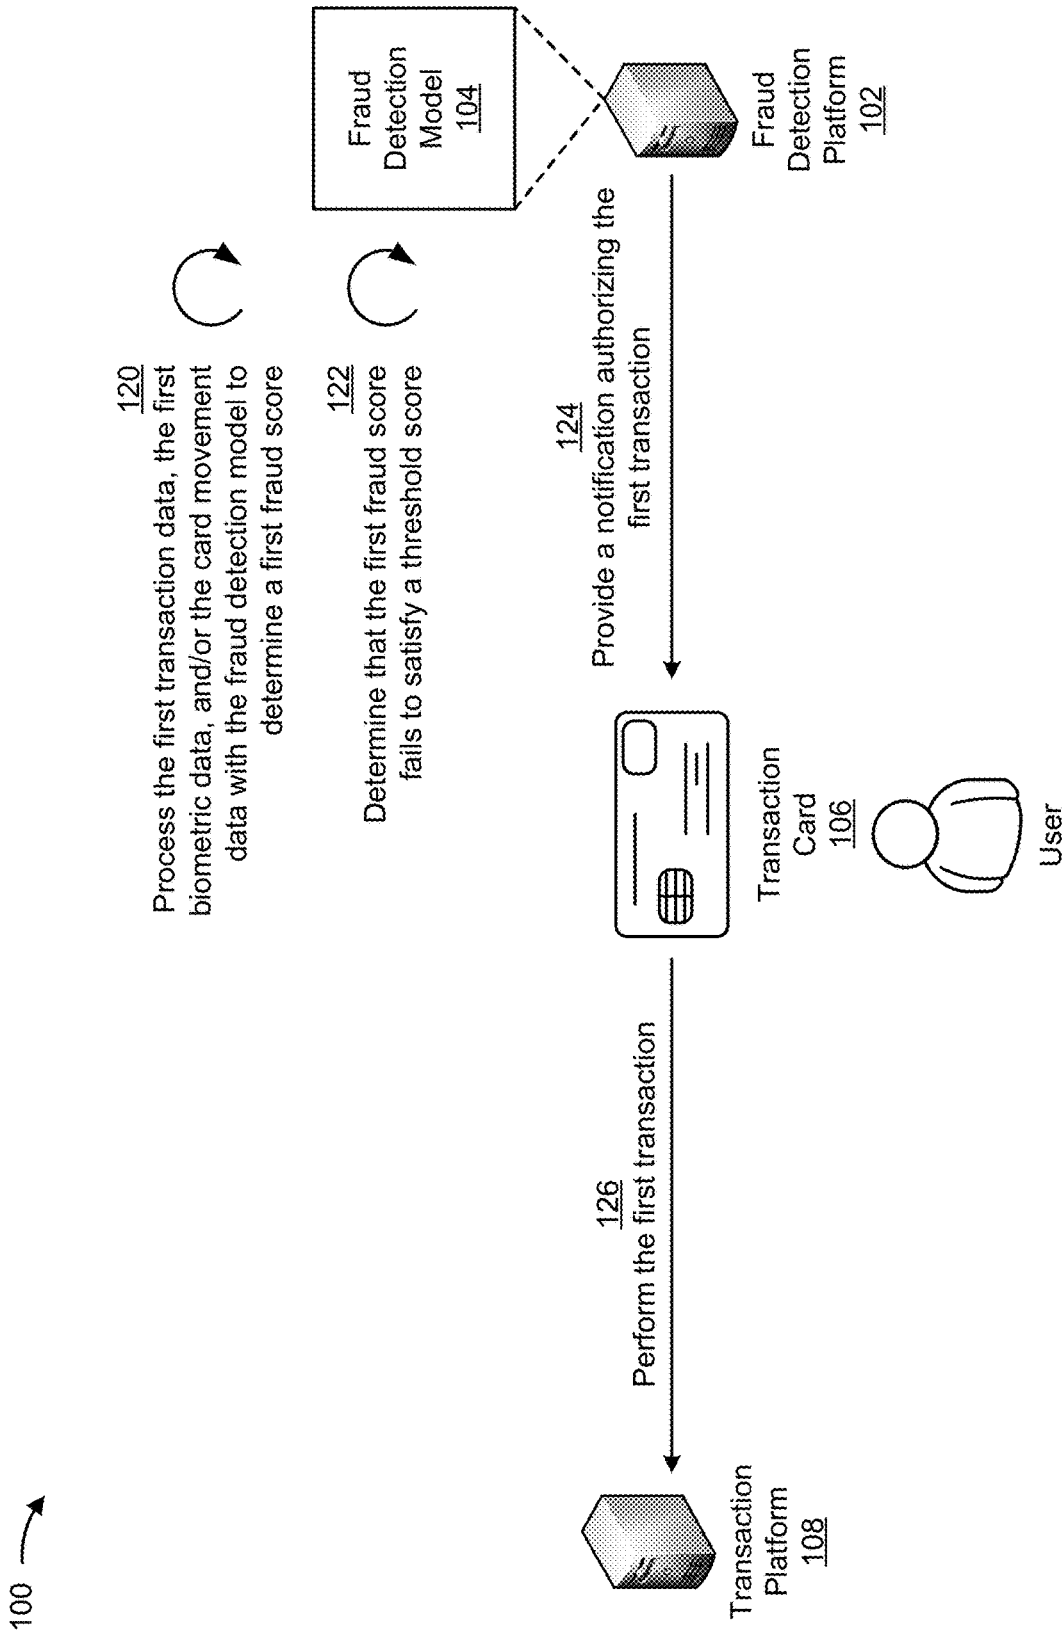 100
120
Process the first transaction data, the first
biometric data, and/or the card movement
data with the fraud detection model to
determine a first fraud score
122
Determine that the first fraud score
fails to satisfy a threshold score
Fraud
Detection
Model
104
126
Perform the first transaction
124
Provide a notification authorizing the
first transaction
Transaction
Platform
108
Transaction
Card
106
User
Fraud
Detection
Platform
102